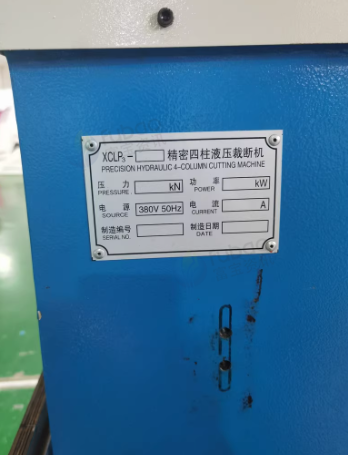 XCLP₃- 精密四柱液压裁断机
PRECISION HYDRAULIC 4-COLUMN CUTTING MACHINE
压力 kN 功率 kW
PRESSURE POWER
电源 380V 50Hz 电流 A
SOURCE CURRENT
制造编号 制造日期
SERIAL NO. DATE